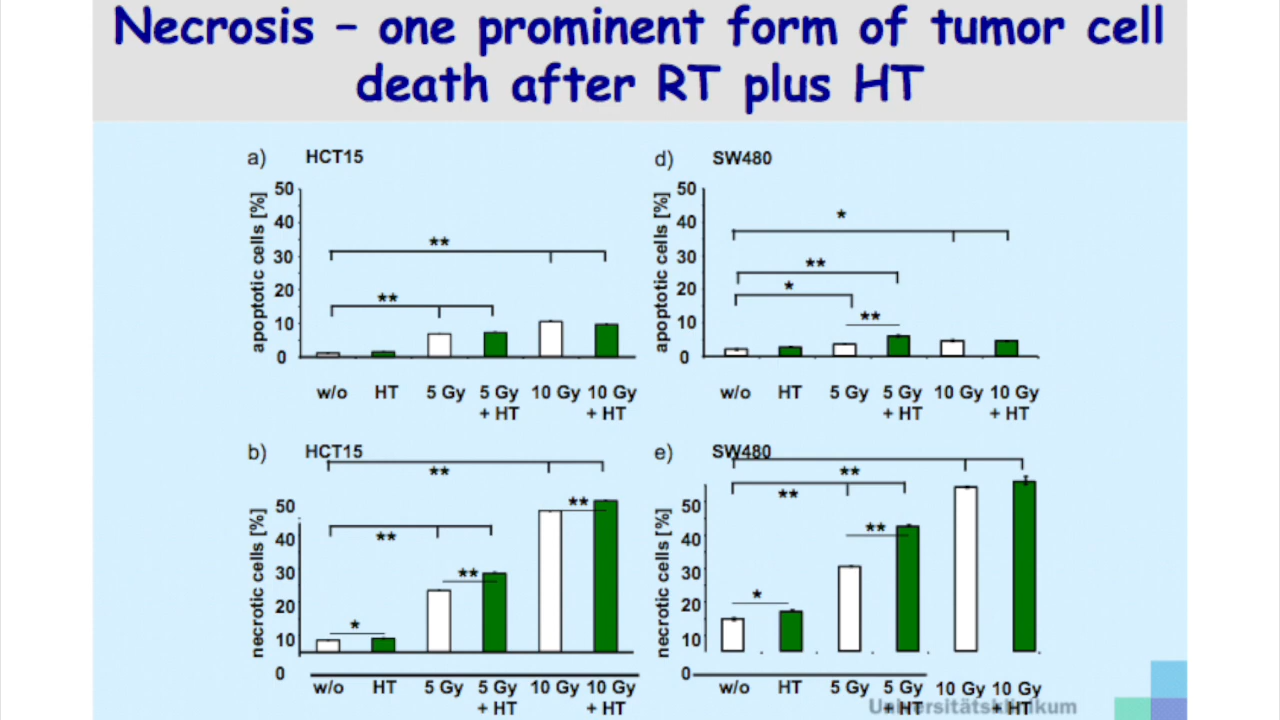 Necrosis – one prominent form of tumor cell
death after RT plus HT
a) HCT15
apoptotic cells [%]
50
40
30
20
10
0
**
**
w/o HT 5 Gy 5 Gy 10 Gy 10 Gy
+ HT + HT
d) SW480
apoptotic cells [%]
50
40
30
20
10
0
*
**
*
**
w/o HT 5 Gy 5 Gy 10 Gy 10 Gy
+ HT + HT
b) HCT15
necrotic cells [%]
50
40
30
20
10
0
**
**
**
**
*
w/o HT 5 Gy 5 Gy 10 Gy 10 Gy
+ HT + HT
e) SW480
necrotic cells [%]
50
40
30
20
10
0
**
**
**
*
w/o HT 5 Gy 5 Gy 10 Gy 10 Gy
+ HT + HT
Universitätsklinikum